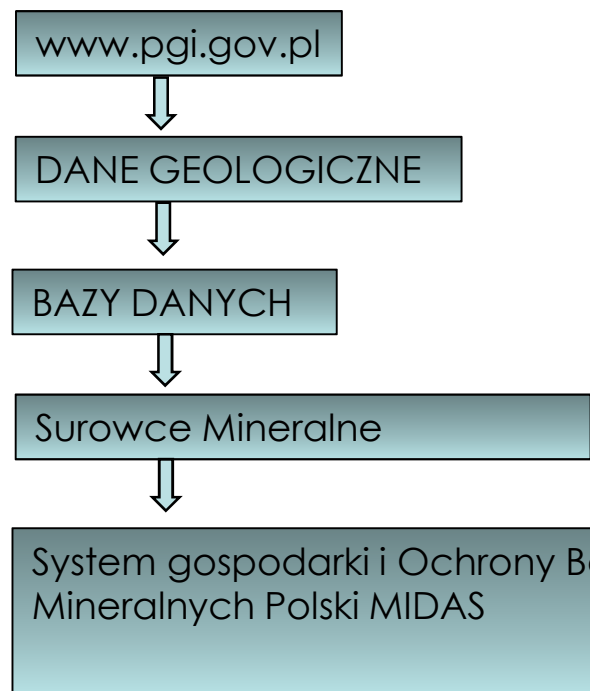 www.pgi.gov.pl
DANE GEOLOGICZNE
BAZY DANYCH
Surowce Mineralne
System gospodarki i Ochrony
Mineralnych Polski MIDAS